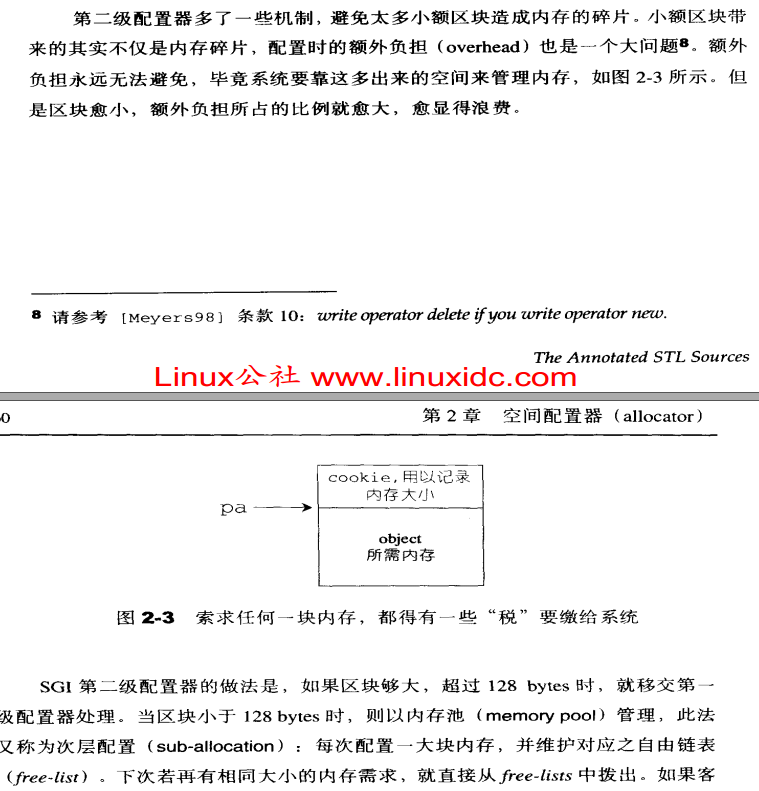 第二级配置器多了一些机制，避免太多小额区块造成内存的碎片。小额区块带
来的其实不仅是内存碎片，配置时的额外负担（overhead）也是一个大问题8。额外
负担永远无法避免，毕竟系统要靠这多出来的空间来管理内存，如图 2-3 所示。但
是区块愈小，额外负担所占的比例就愈大，愈显得浪费。
8 请参考 [Meyers98] 条款 10：write operator delete if you write operator new.
The Annotated STL Sources
Linux公社 www.linuxidc.com
60 第 2 章 空间配置器（allocator）
cookie,用以记录
内存大小
pa
object
所需内存
图 2-3 索求任何一块内存，都得有一些“税”要缴给系统
SGI 第二级配置器的做法是，如果区块够大，超过 128 bytes 时，就移交第一
级配置器处理。当区块小于 128 bytes 时，则以内存池（memory pool）管理，此法
又称为次层配置（sub-allocation）：每次配置一大块内存，并维护对应之自由链表
（free-list）。下次若再有相同大小的内存需求，就直接从 free-lists 中拨出。如果客